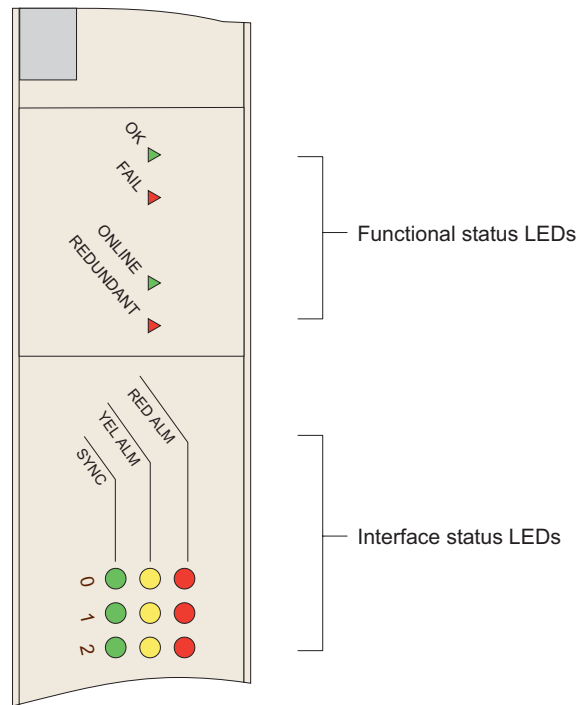 OK
FAIL
ONLINE
REDUNDANT
Functional status LEDs
RED ALM
YEL ALM
SYNC
Interface status LEDs
0
1
2